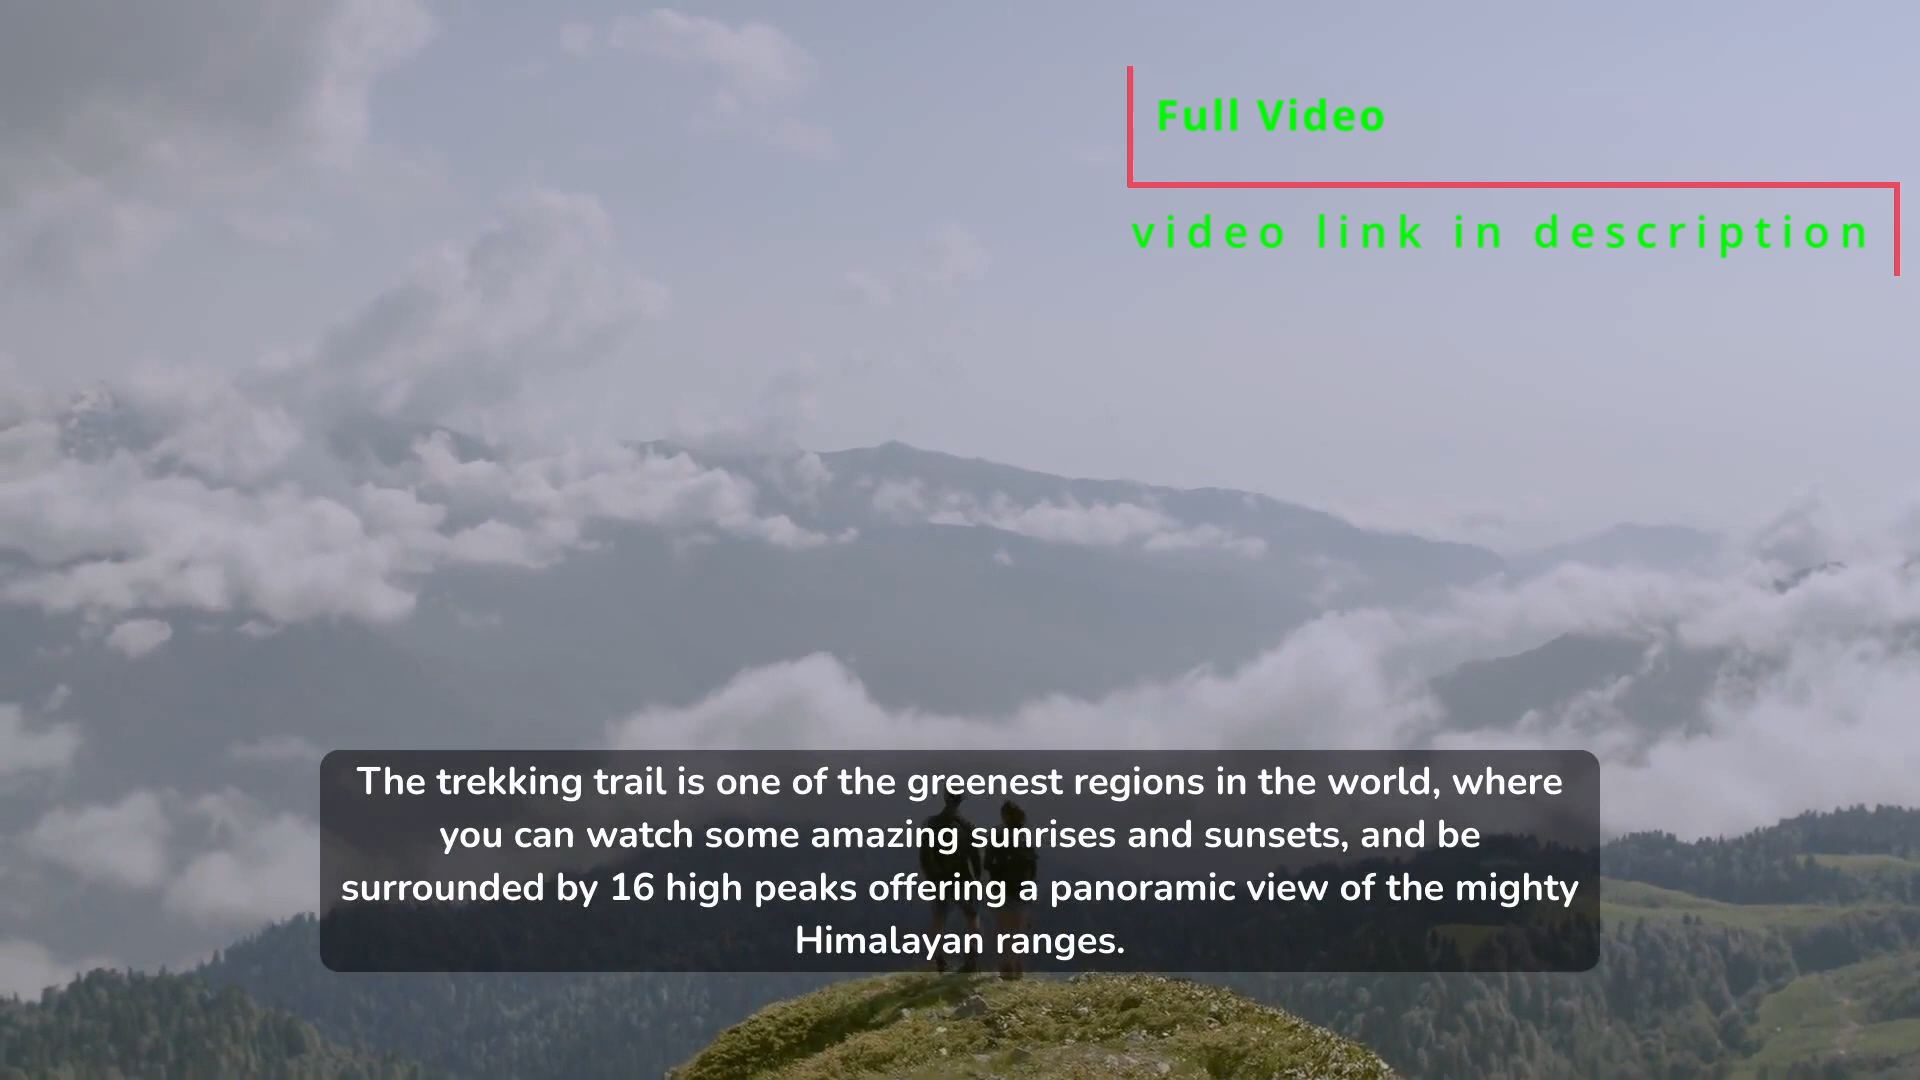 Full Video
video link in description
The trekking trail is one of the greenest regions in the world, where
you can watch some amazing sunrises and sunsets, and be
surrounded by 16 high peaks offering a panoramic view of the mighty
Himalayan ranges.